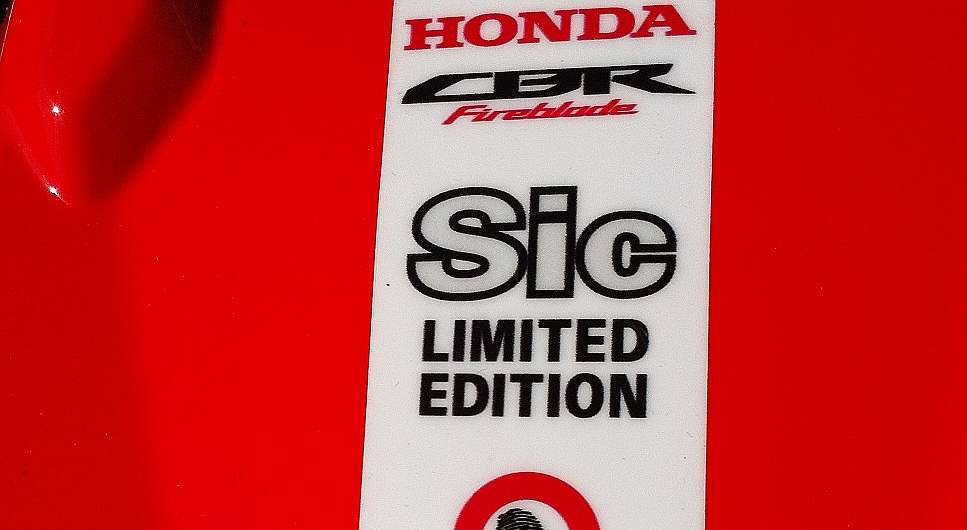 HONDA
CBR
Fireblade
Sic
LIMITED
EDITION